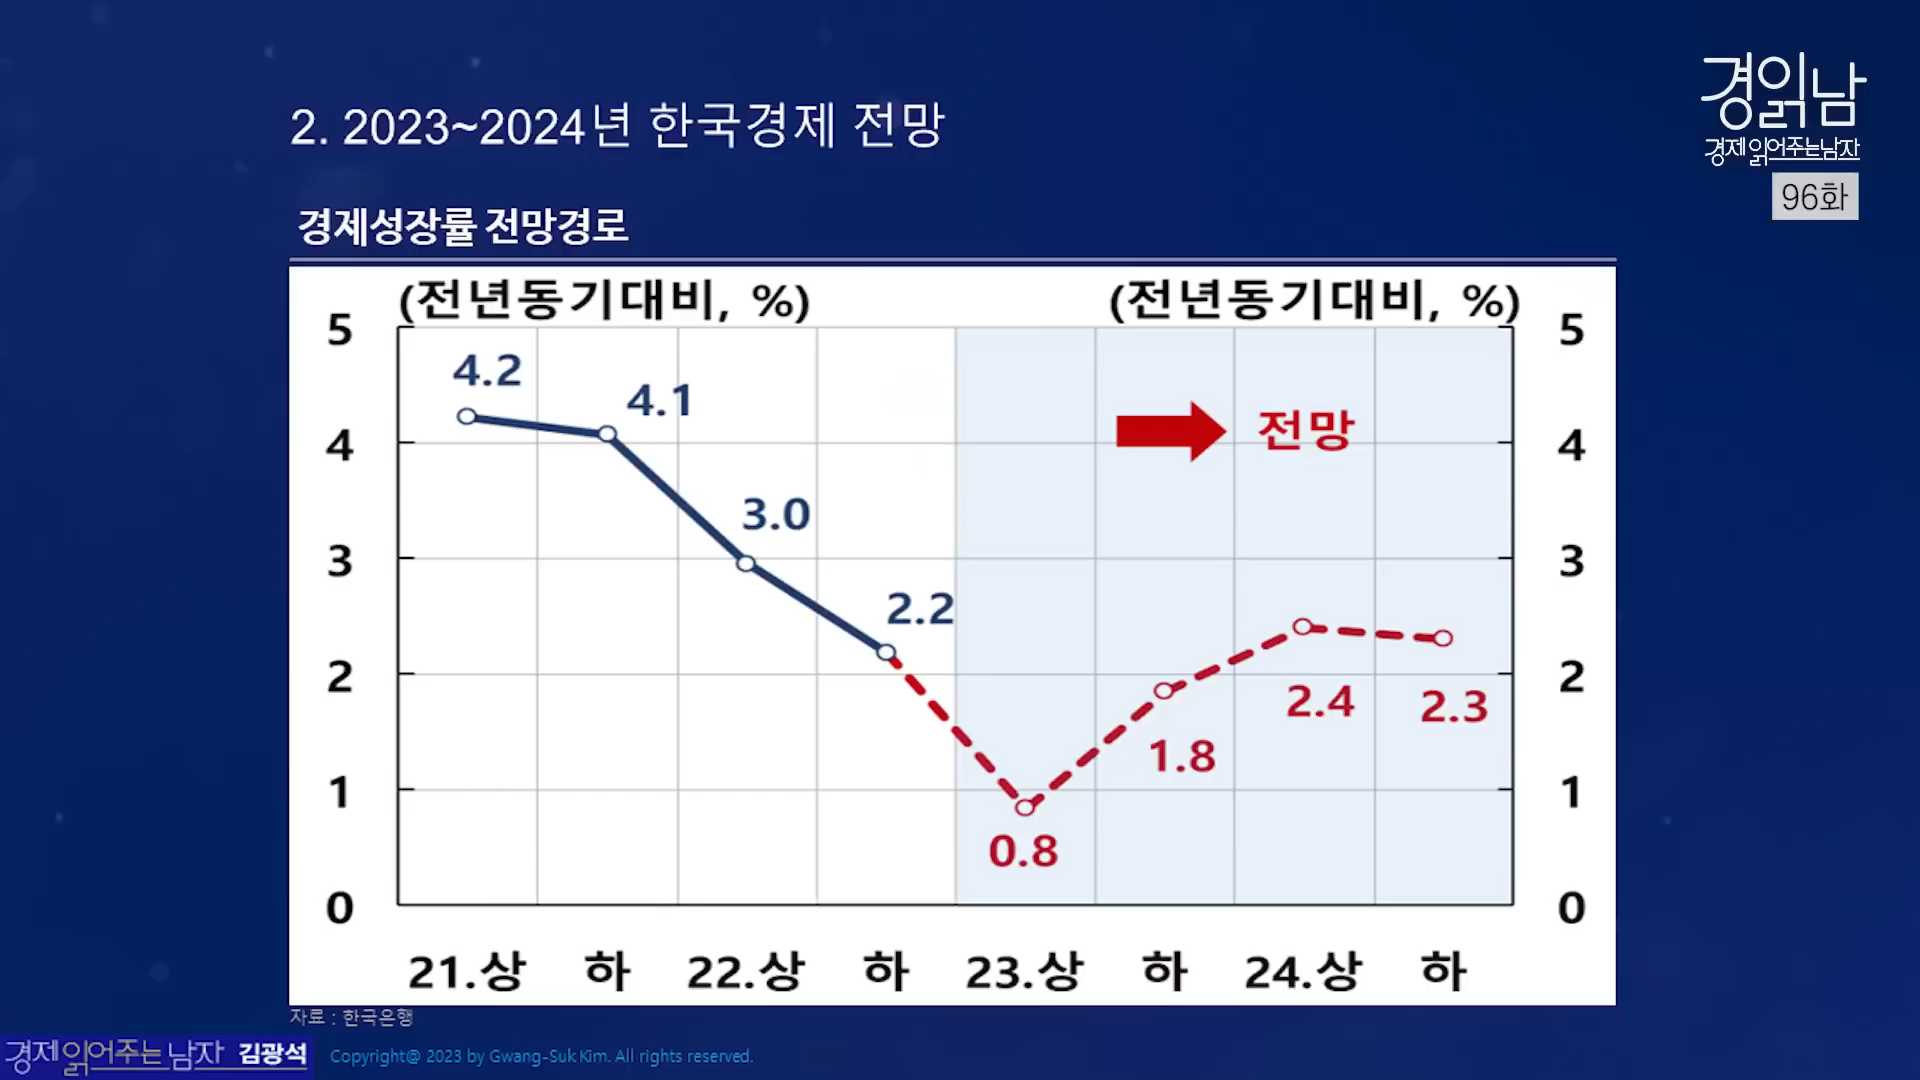 경읽남
경제 읽어주는남자
96화
2. 2023~2024년 한국경제 전망
경제성장률 전망경로
(전년동기대비, %) (전년동기대비, %)
5 5
4.2
4.1
전망
4 4
3.0
3 3
2.2
2.4 2.3
2 2
1.8
1 1
0.8
0 0
21.상 하 22.상 하 23.상 하 24.상 하
자료 : 한국은행
경제 읽어주는 남자 김광석 Copyright@ 2023 by Gwang-Suk Kim. All rights reserved.